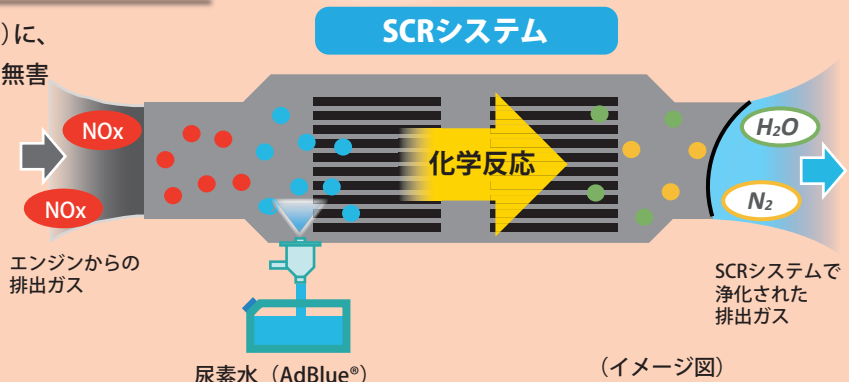 ）に、
無害
SCRシステム
NOx
NOx
化学反応
H₂O
N₂
エンジンからの
排出ガス
SCRシステムで
浄化された
排出ガス
尿素水（AdBlue®）
（イメージ図）